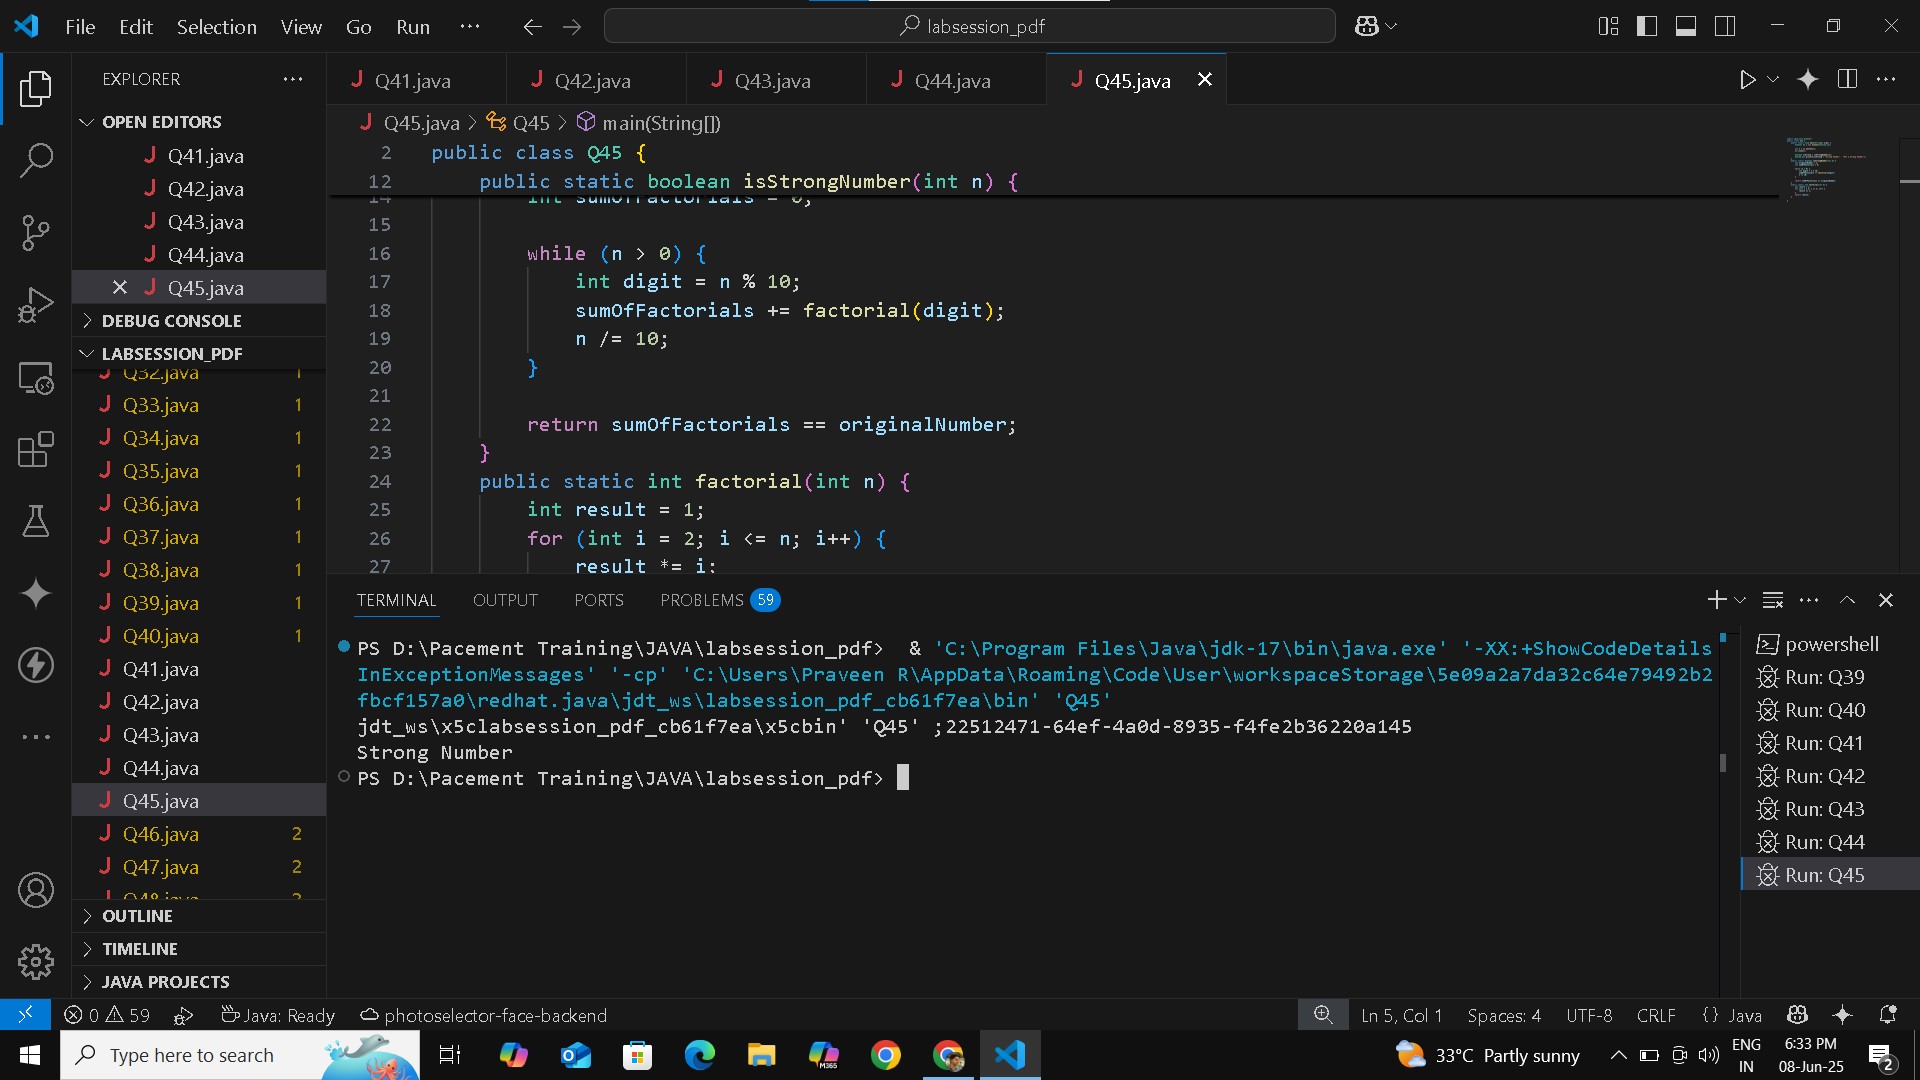 File Edit Selection View Go Run ··· labsession_pdf
EXPLORER ···
OPEN EDITORS
Q41.java
Q42.java
Q43.java
Q44.java
Q45.java
DEBUG CONSOLE
LABSESSION_PDF
Q32.java 1
Q33.java 1
Q34.java 1
Q35.java 1
Q36.java 1
Q37.java 1
Q38.java 1
Q39.java 1
Q40.java 1
Q41.java
Q42.java
Q43.java
Q44.java
Q45.java
Q46.java 2
Q47.java 2
Q48.java 2
OUTLINE
TIMELINE
JAVA PROJECTS
Q41.java Q42.java Q43.java Q44.java Q45.java
Q45.java > Q45 > main(String[])
2 public class Q45 {
12 public static boolean isStrongNumber(int n) {
14 int sumOfFactorials = 0;
15
16 while (n > 0) {
17 int digit = n % 10;
18 sumOfFactorials += factorial(digit);
19 n /= 10;
20 }
21
22 return sumOfFactorials == originalNumber;
23 }
24 public static int factorial(int n) {
25 int result = 1;
26 for (int i = 2; i <= n; i++) {
27 result *= i;
TERMINAL OUTPUT PORTS PROBLEMS 59
PS D:\Pacement Training\JAVA\labsession_pdf> & 'C:\Program Files\Java\jdk-17\bin\java.exe' '-XX:+ShowCodeDetails
InExceptionMessages' '-cp' 'C:\Users\Praveen R\AppData\Roaming\Code\User\workspaceStorage\5e09a2a7da32c64e79492b2
fbcf157a0\redhat.java\jdt_ws\labsession_pdf_cb61f7ea\bin' 'Q45'
jdt_ws\x5clabsession_pdf_cb61f7ea\x5cbin' 'Q45' ;22512471-64ef-4a0d-8935-f4fe2b36220a145
Strong Number
PS D:\Pacement Training\JAVA\labsession_pdf>
powershell
Run: Q39
Run: Q40
Run: Q41
Run: Q42
Run: Q43
Run: Q44
Run: Q45
0 59 Java: Ready photoselector-face-backend Ln 5, Col 1 Spaces: 4 UTF-8 CRLF {} Java
Type here to search M365 33°C Partly sunny ENG IN 6:33 PM 08-Jun-25 2